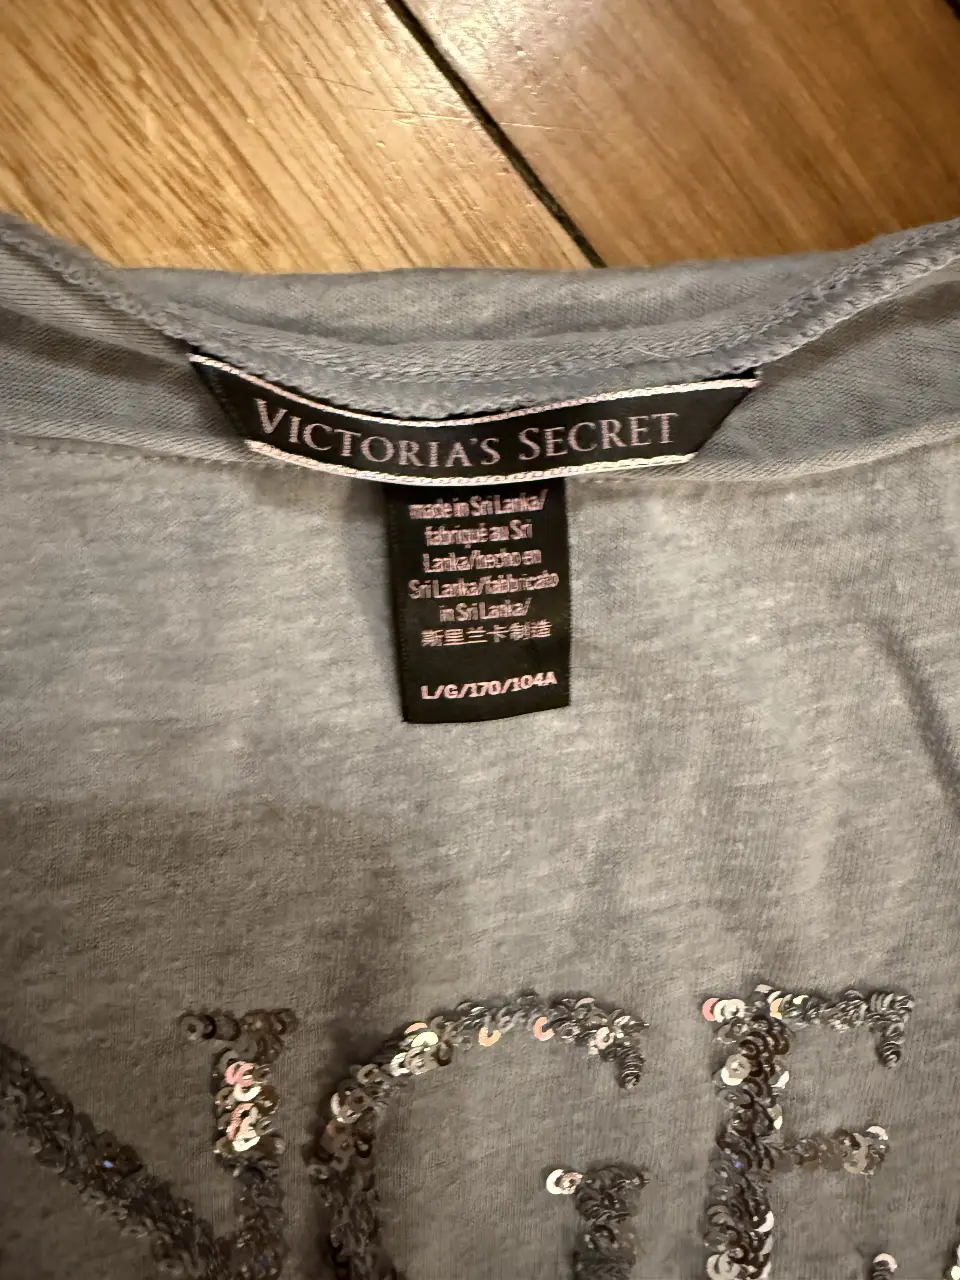 VICTORIA'S SECRET
made in Sri Lanka/
fabriqué au Sri
Lanka/hecho en
Sri Lanka/fabbricato
in Sri Lanka/
斯里兰卡制造
L/G/170/104A
NGE